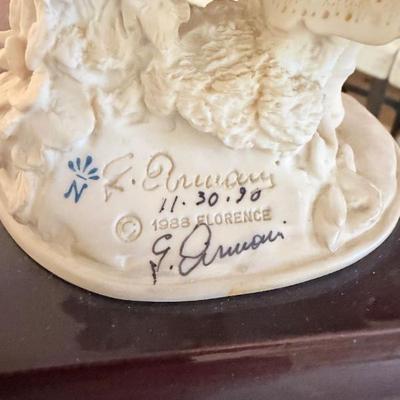 N G. Armani
11.30.90
© 1988 FLORENCE
G. Armani